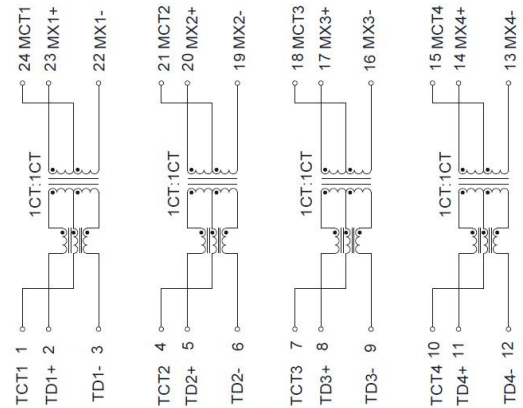 24 MCT1
23 MX1+
22 MX1-
21 MCT2
20 MX2+
19 MX2-
18 MCT3
17 MX3+
16 MX3-
15 MCT4
14 MX4+
13 MX4-
1CT:1CT
1CT:1CT
1CT:1CT
1CT:1CT
TCT1 1
TD1+ 2
TD1- 3
TCT2 4
TD2+ 5
TD2- 6
TCT3 7
TD3+ 8
TD3- 9
TCT4 10
TD4+ 11
TD4- 12